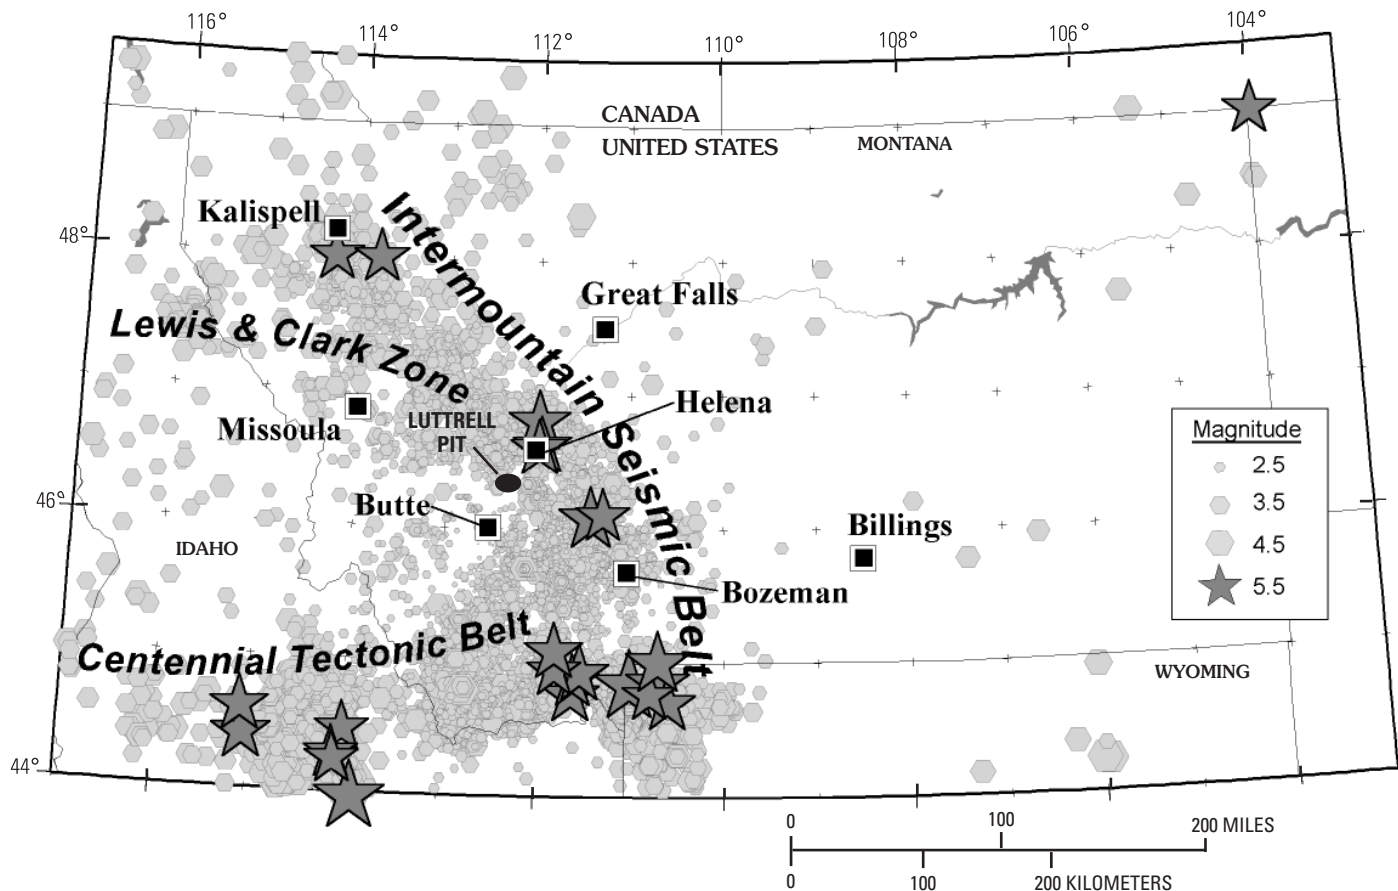 116°
114°
112°
110°
108°
106°
104°
CANADA
UNITED STATES
MONTANA
Kalispell
48°
Intermountain Seismic Belt
Great Falls
Lewis & Clark Zone
Helena
LUTTRELL
PIT
Missoula
Magnitude
2.5
3.5
4.5
5.5
46°
Butte
Billings
IDAHO
Bozeman
Centennial Tectonic Belt
WYOMING
44°
0
100
200 MILES
0
100
200 KILOMETERS